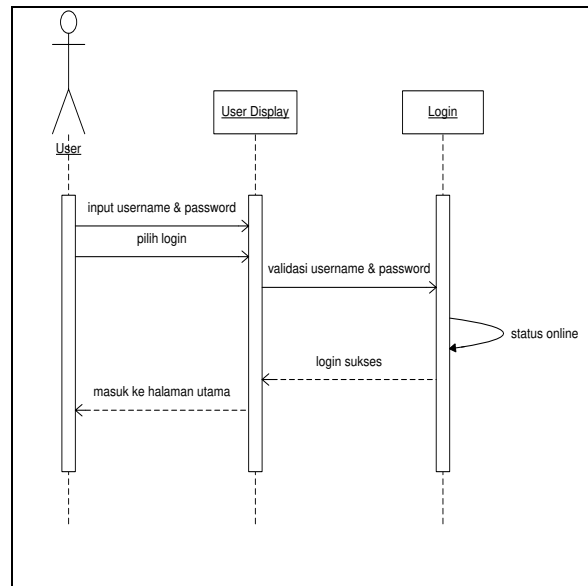 User Display
Login
User
input username & password
pilih login
validasi username & password
status online
login sukses
masuk ke halaman utama